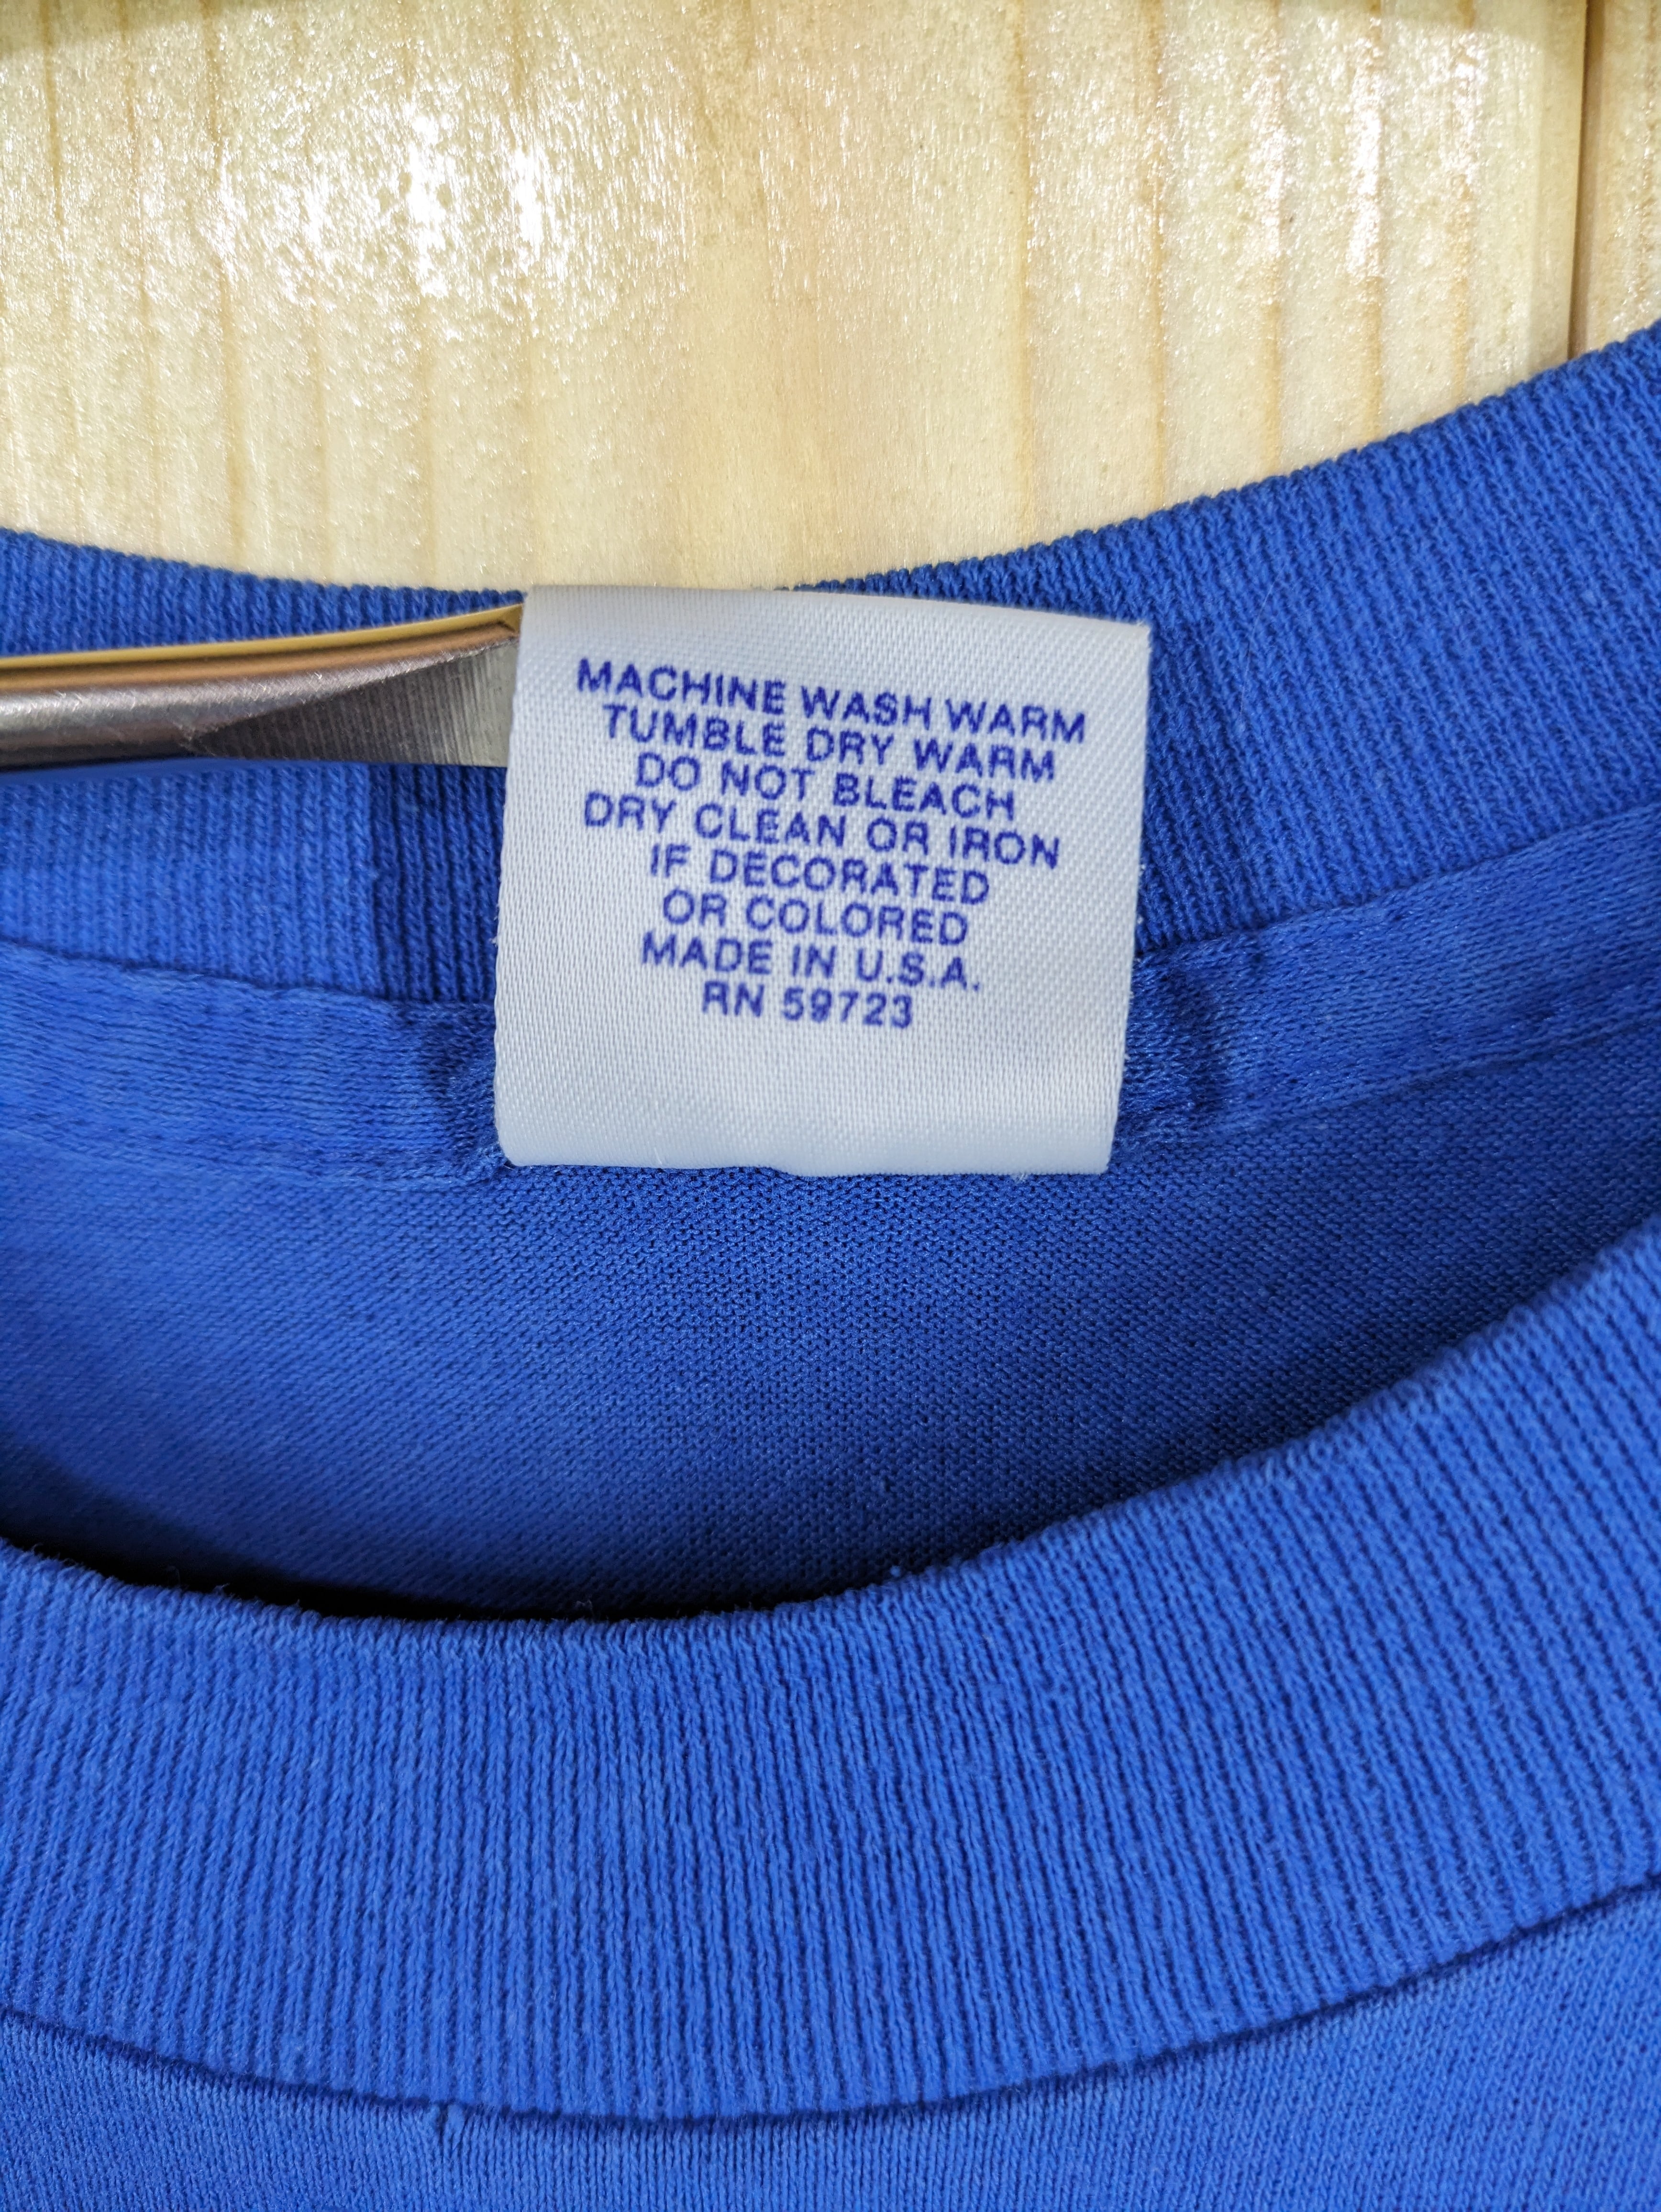 MACHINE WASH WARM
TUMBLE DRY WARM
DO NOT BLEACH
DRY CLEAN OR IRON
IF DECORATED
OR COLORED
MADE IN U.S.A.
RN 59723